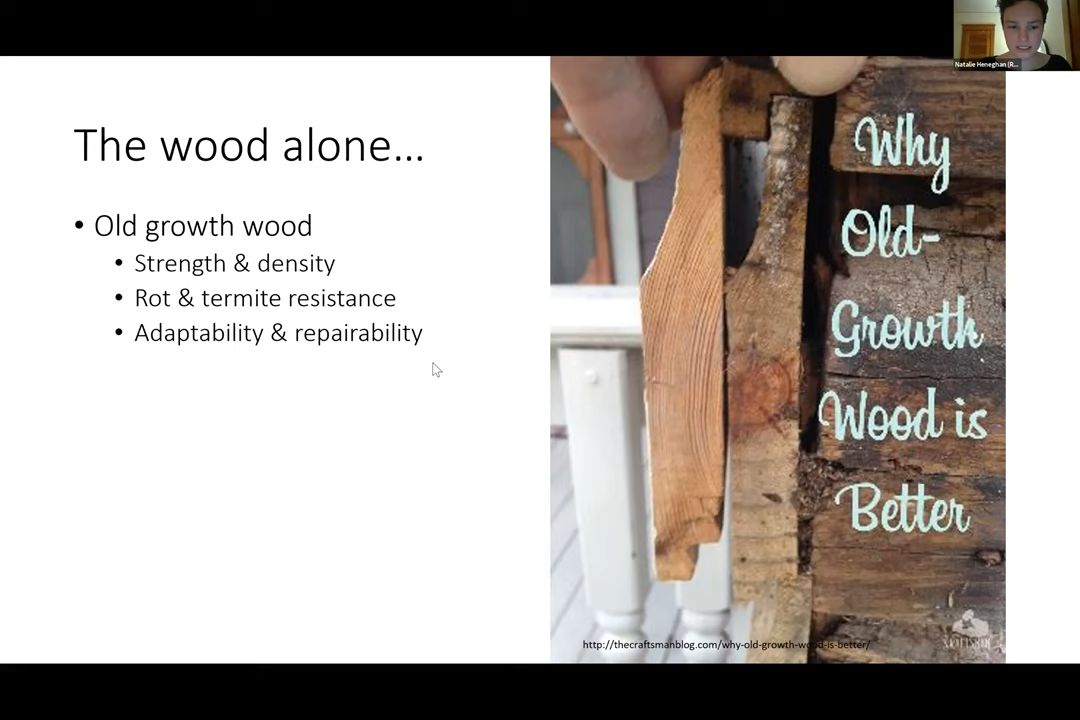 Natalie Heneghan (R...
The wood alone...
• Old growth wood
• Strength & density
• Rot & termite resistance
• Adaptability & repairability
Why
Old-
Growth
Wood is
Better
http://thecraftsmanblog.com/why-old-growth-wood-is-better/